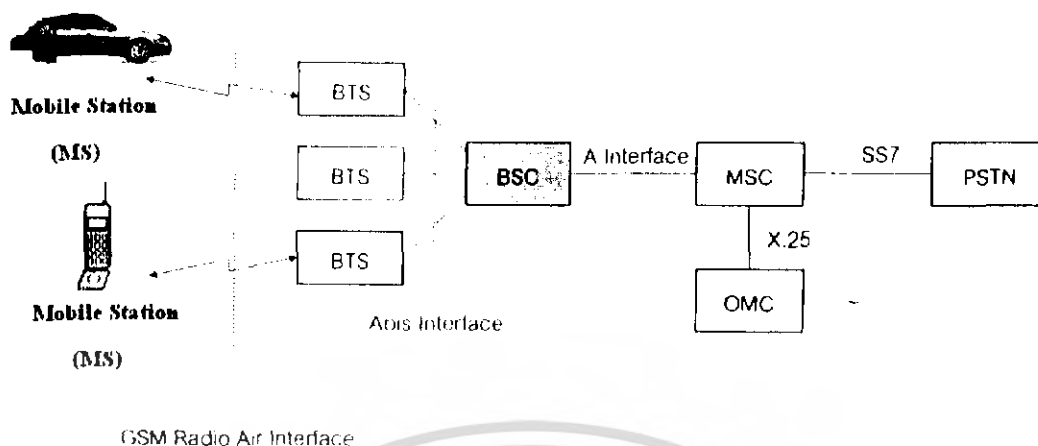 Mobile Station
(MS)
BTS
BTS
BTS
BSC
A Interface
MSC
SS7
PSTN
X.25
OMC
Mobile Station
(MS)
Abis Interface
GSM Radio Air Interface